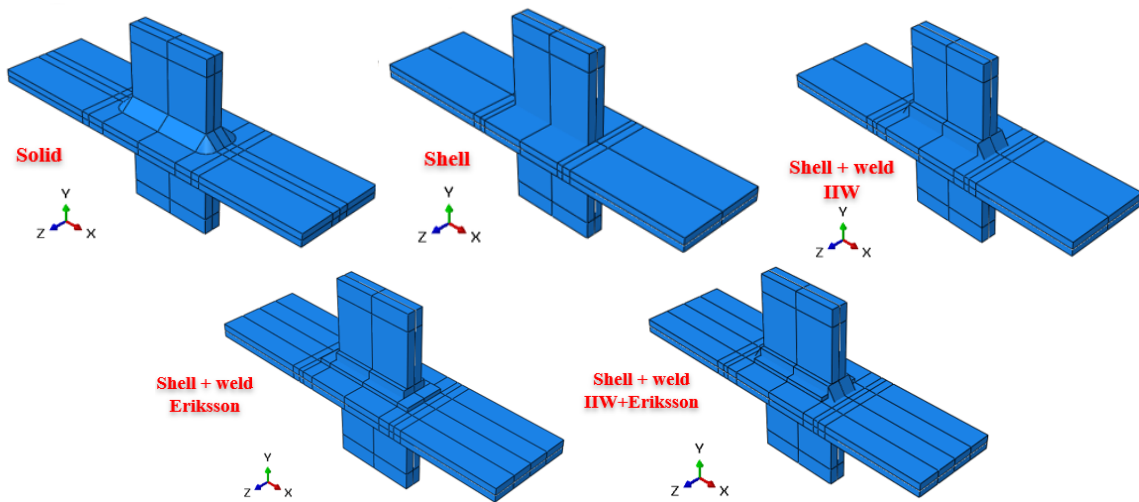 Solid
Y
Z
X
Shell
Y
Z
X
Shell + weld
IIW
Y
Z
X
Shell + weld
Eriksson
Y
Z
X
Shell + weld
IIW+Eriksson
Y
Z
X